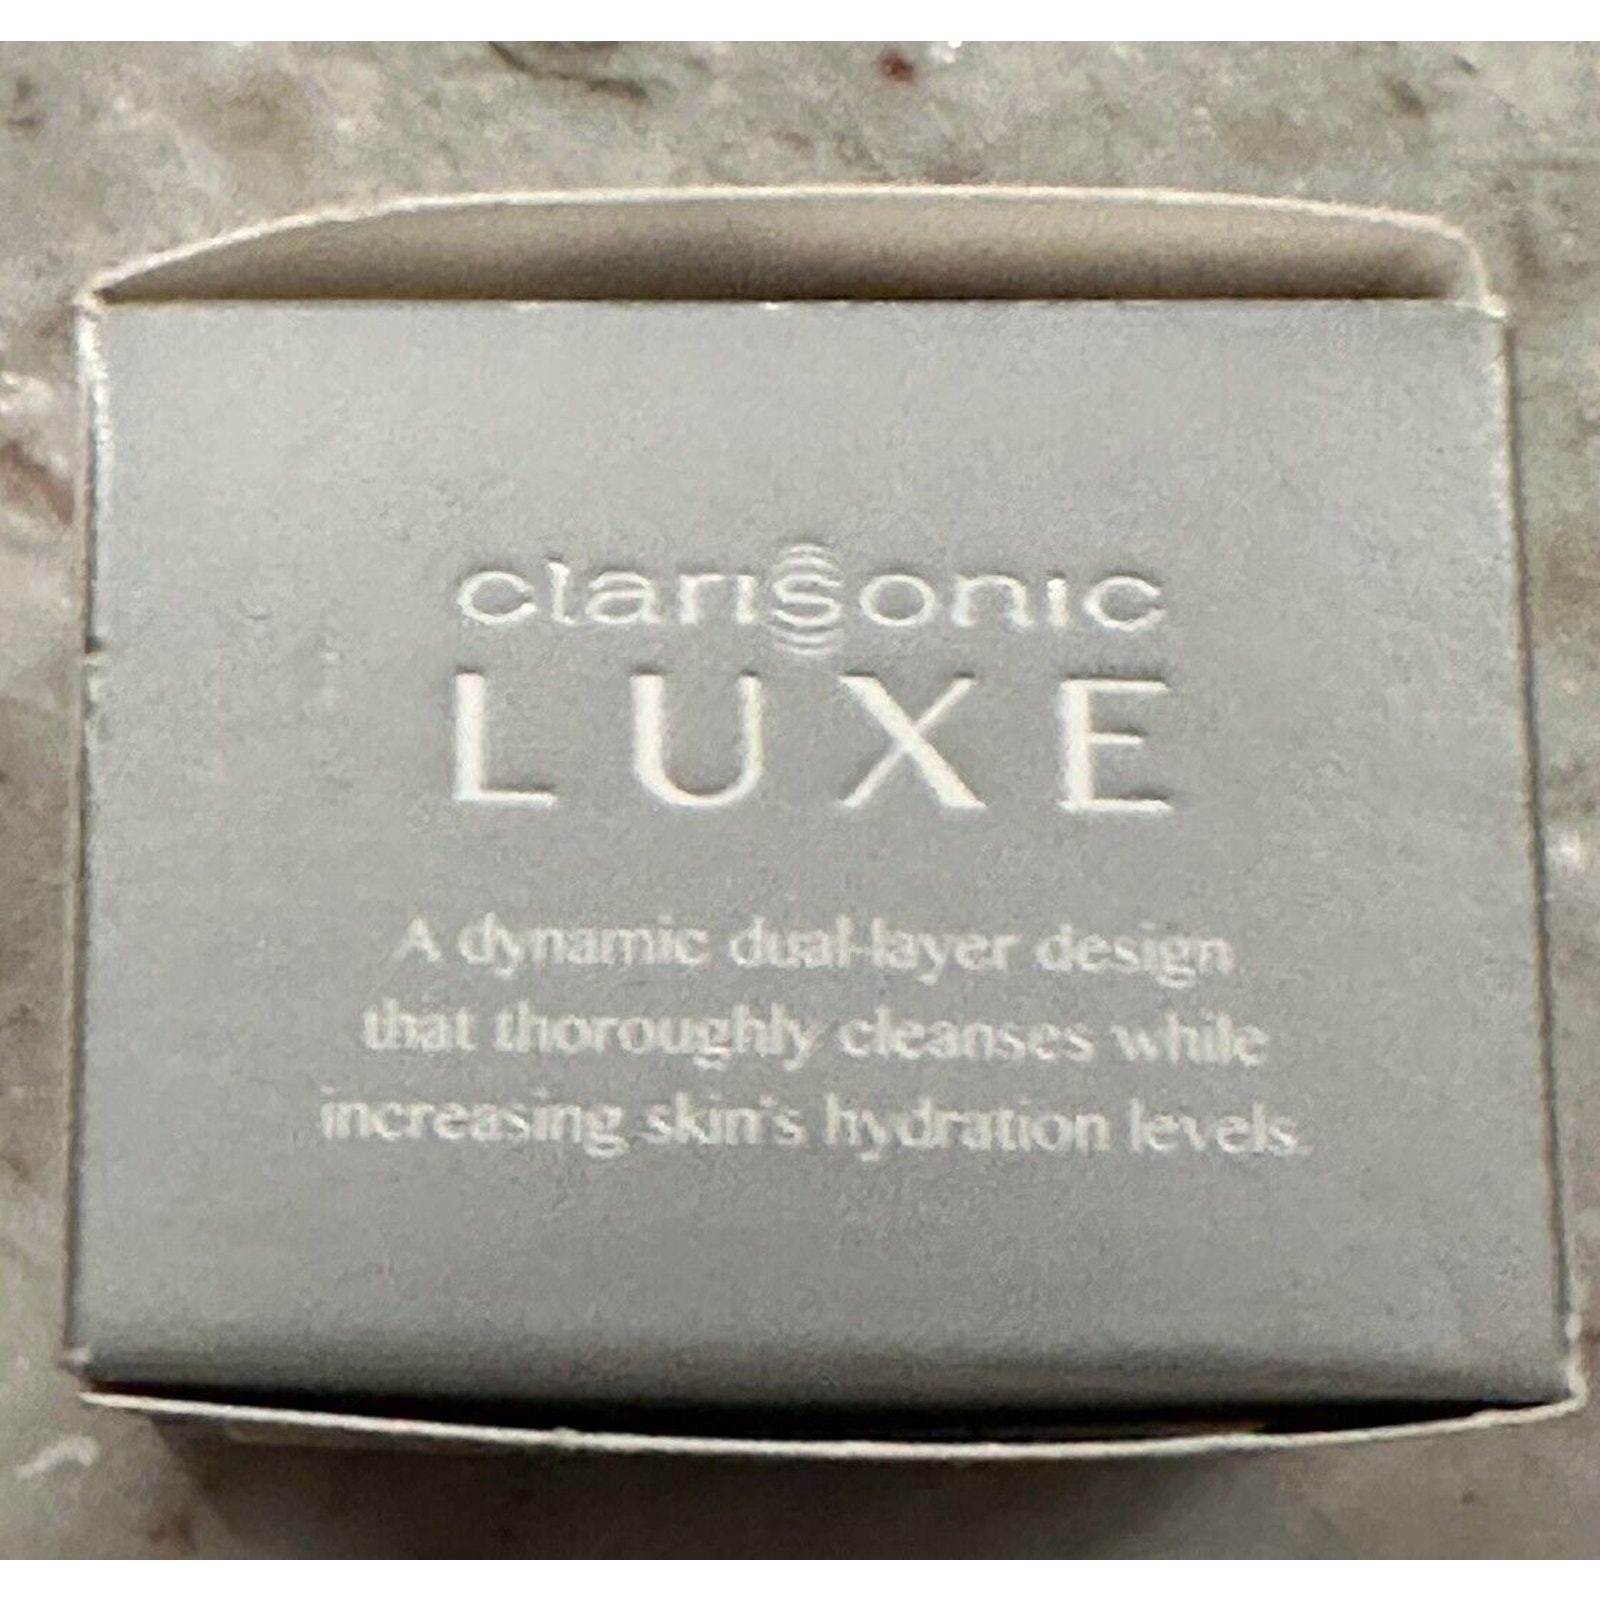 clarisonic
LUXE
A dynamic dual-layer design
that thoroughly cleanses while
increasing skin's hydration levels.